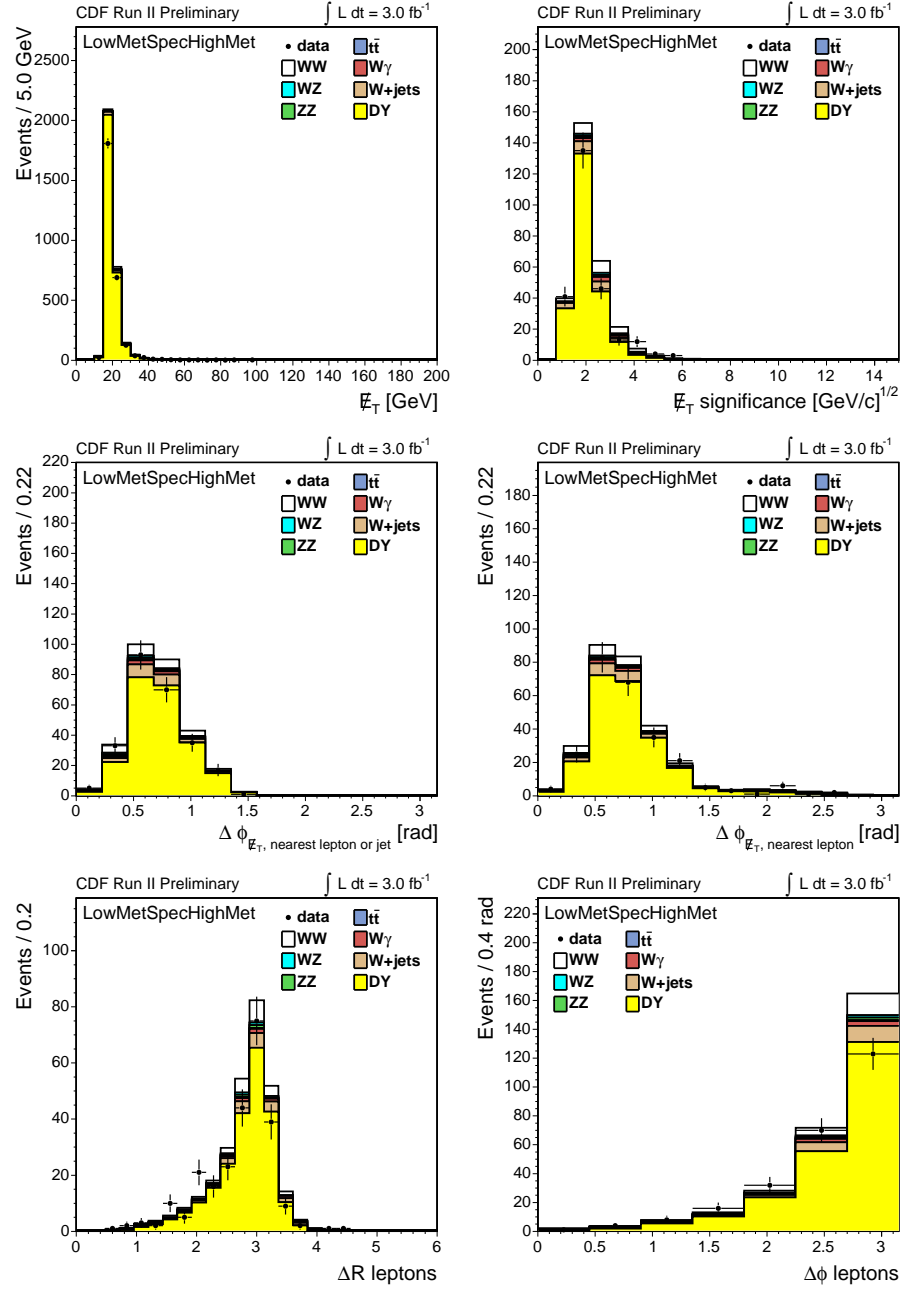 CDF Run II Preliminary ∫ L dt = 3.0 fb⁻¹
LowMetSpecHighMet
data
WW
WZ
ZZ
tt̄
Wγ
W+jets
DY
Events / 5.0 GeV
0 500 1000 1500 2000 2500
0 20 40 60 80 100 120 140 160 180 200
E̸_T [GeV]
CDF Run II Preliminary ∫ L dt = 3.0 fb⁻¹
LowMetSpecHighMet
data
WW
WZ
ZZ
tt̄
Wγ
W+jets
DY
0 20 40 60 80 100 120 140 160 180 200
0 2 4 6 8 10 12 14
E̸_T significance [GeV/c]^1/2
CDF Run II Preliminary ∫ L dt = 3.0 fb⁻¹
LowMetSpecHighMet
data
WW
WZ
ZZ
tt̄
Wγ
W+jets
DY
Events / 0.22
0 20 40 60 80 100 120 140 160 180 200 220
0 0.5 1 1.5 2 2.5 3
Δ ϕ E̸_T, nearest lepton or jet [rad]
CDF Run II Preliminary ∫ L dt = 3.0 fb⁻¹
LowMetSpecHighMet
data
WW
WZ
ZZ
tt̄
Wγ
W+jets
DY
Events / 0.22
0 20 40 60 80 100 120 140 160 180
0 0.5 1 1.5 2 2.5 3
Δ ϕ E̸_T, nearest lepton [rad]
CDF Run II Preliminary ∫ L dt = 3.0 fb⁻¹
LowMetSpecHighMet
data
WW
WZ
ZZ
tt̄
Wγ
W+jets
DY
Events / 0.2
0 20 40 60 80 100
0 1 2 3 4 5 6
ΔR leptons
CDF Run II Preliminary ∫ L dt = 3.0 fb⁻¹
LowMetSpecHighMet
data
WW
WZ
ZZ
tt̄
Wγ
W+jets
DY
Events / 0.4 rad
0 20 40 60 80 100 120 140 160 180 200 220
0 0.5 1 1.5 2 2.5 3
Δϕ leptons